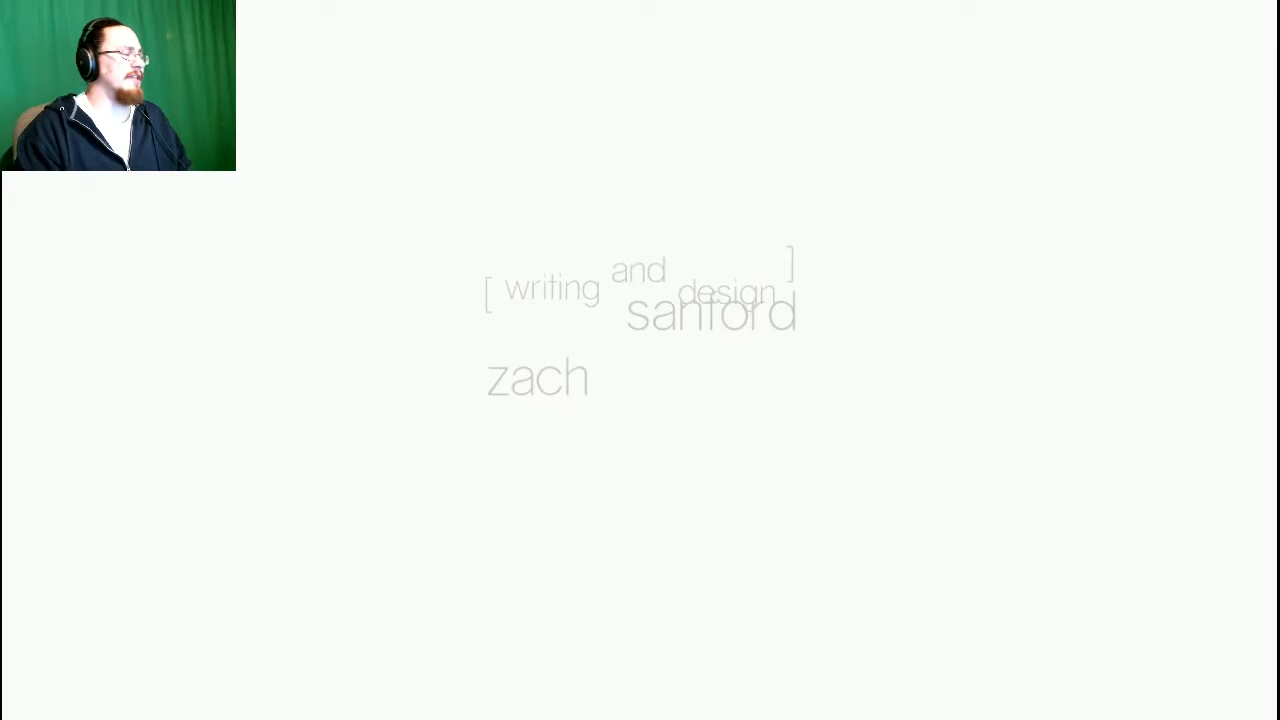 [ writing and design ]
zach sanford